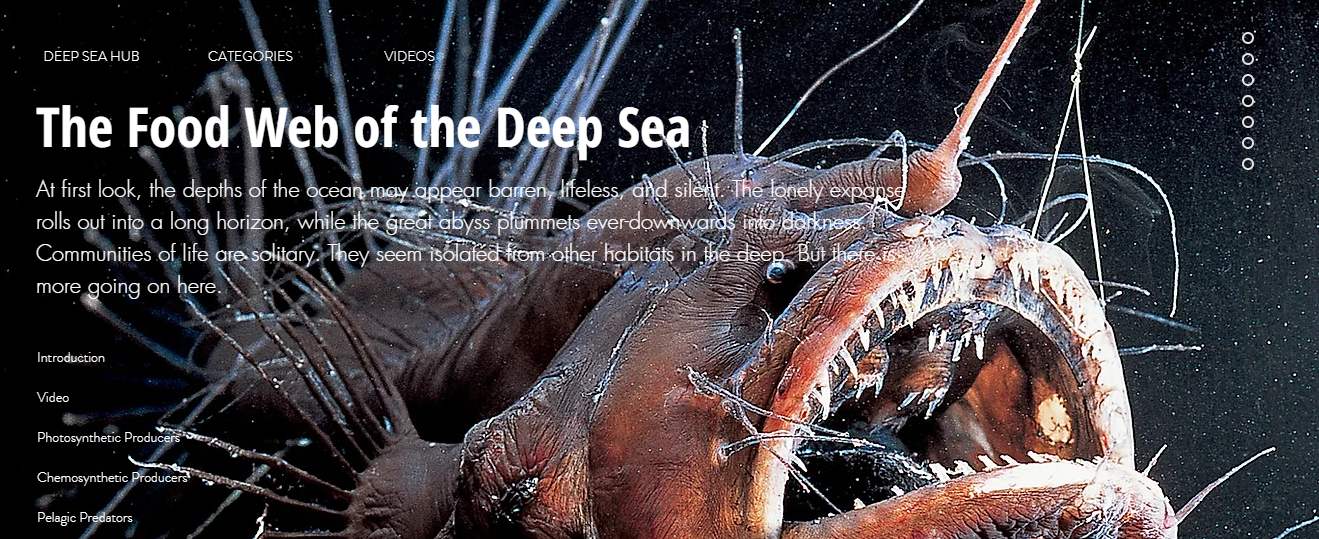 DEEP SEA HUB CATEGORIES VIDEOS
The Food Web of the Deep Sea
At first look, the depths of the ocean may appear barren, lifeless, and silent. The lonely expanse
rolls out into a long horizon, while the great abyss plummets ever-downwards into darkness.
Communities of life are solitary. They seem isolated from other habitats in the deep. But there is
more going on here.
Introduction
Video
Photosynthetic Producers
Chemosynthetic Producers
Pelagic Predators